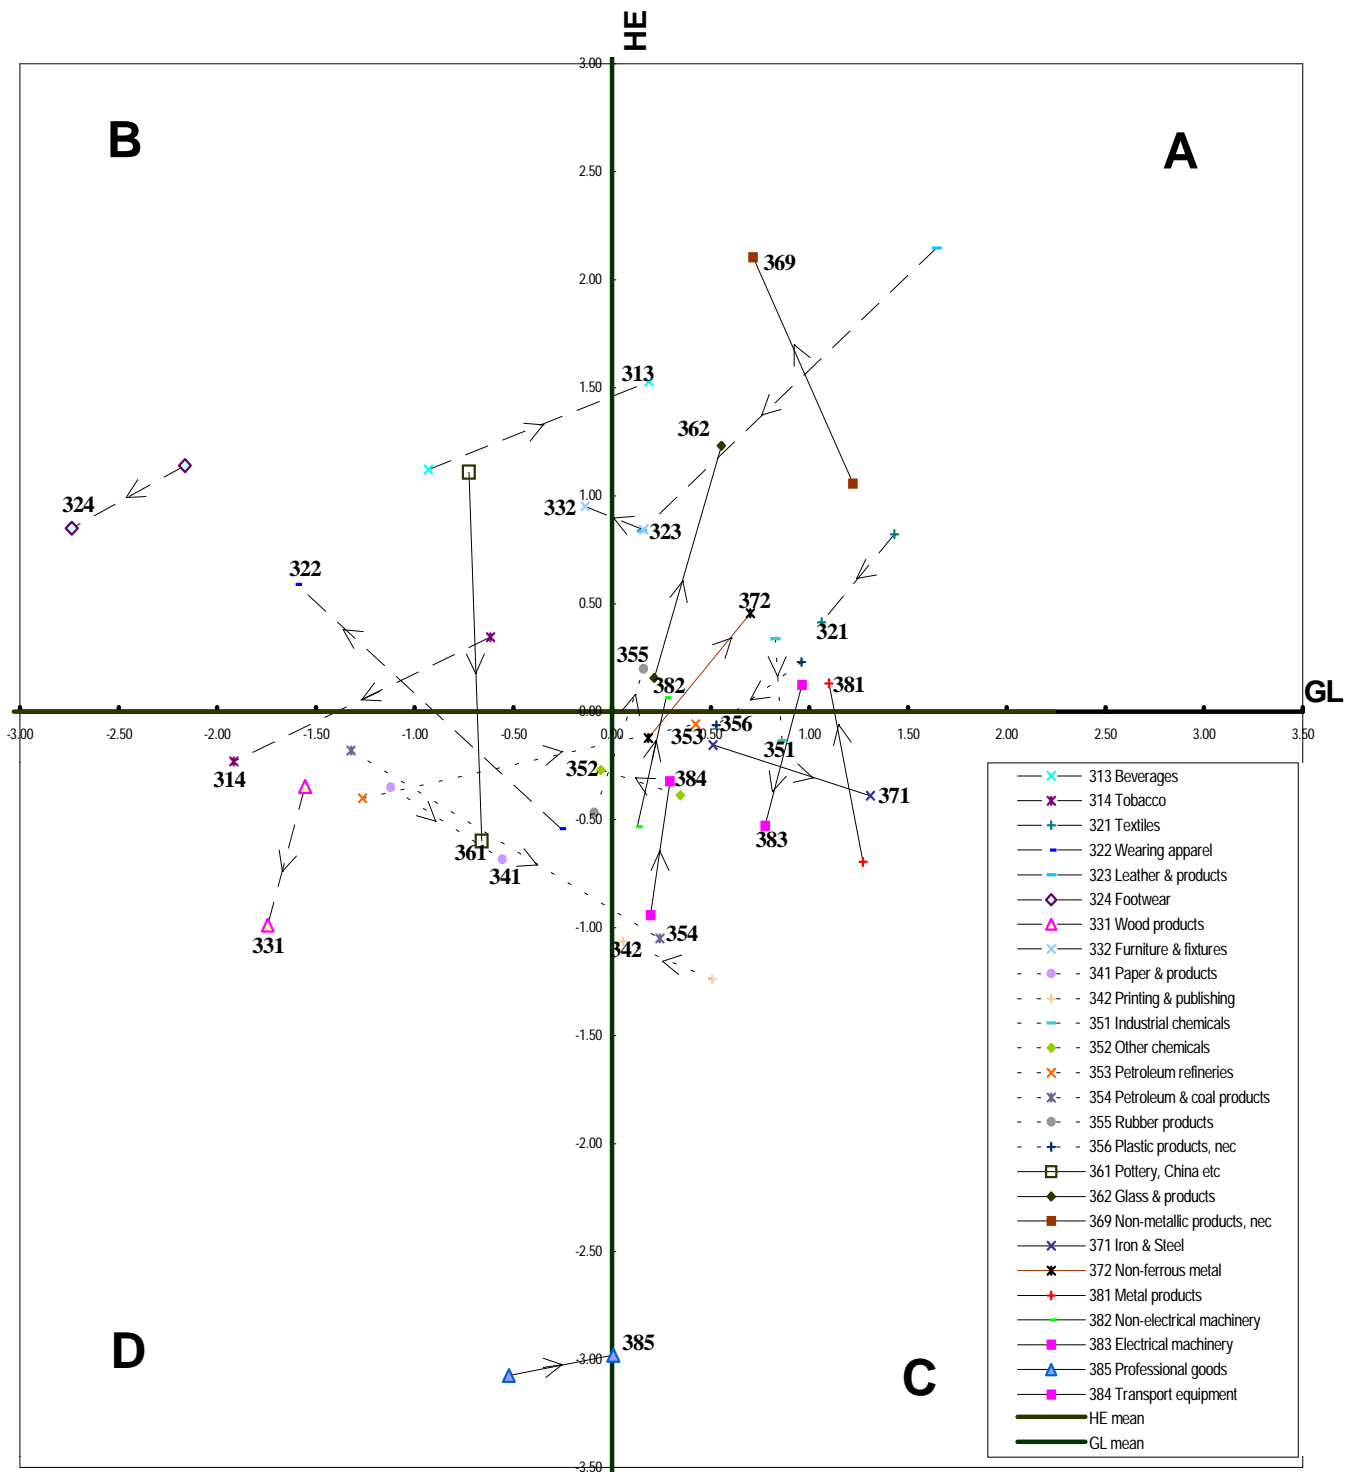 HE
3.00
B
A
2.50
2.00
369
1.50
313
362
1.00
324
332
323
322
0.50
372
321
355
382
381
0.00
GL
-3.00 -2.50 -2.00 -1.50 -1.00 -0.50 0.00 0.50 1.00 1.50 2.00 2.50 3.00 3.50
353
356
351
314
352
384
371
-0.50
383
361
341
331
-1.00
342
354
-1.50
-2.00
-2.50
D
385
-3.00
C
-3.50
313 Beverages
314 Tobacco
321 Textiles
322 Wearing apparel
323 Leather & products
324 Footwear
331 Wood products
332 Furniture & fixtures
341 Paper & products
342 Printing & publishing
351 Industrial chemicals
352 Other chemicals
353 Petroleum refineries
354 Petroleum & coal products
355 Rubber products
356 Plastic products, nec
361 Pottery, China etc
362 Glass & products
369 Non-metallic products, nec
371 Iron & Steel
372 Non-ferrous metal
381 Metal products
382 Non-electrical machinery
383 Electrical machinery
385 Professional goods
384 Transport equipment
HE mean
GL mean